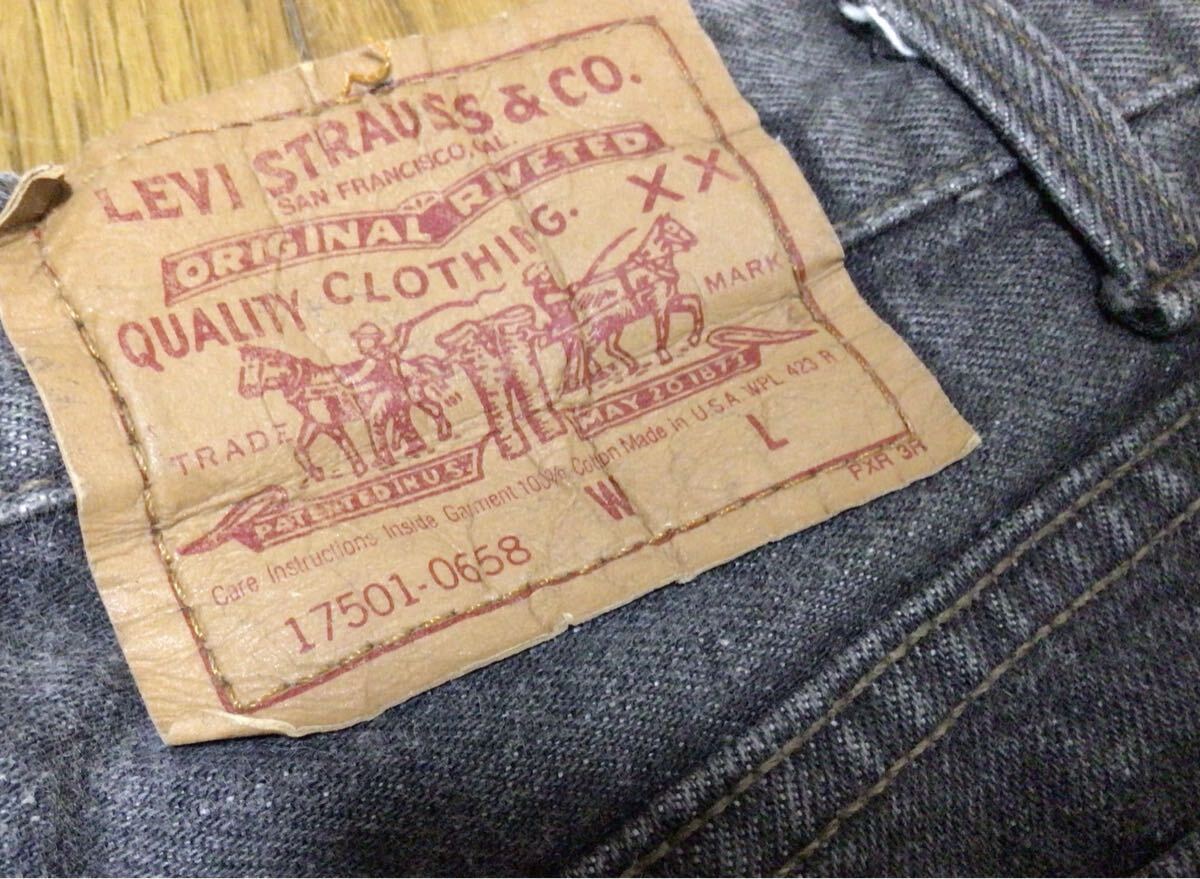 LEVI STRAUSS & CO.
SAN FRANCISCO, CAL.
ORIGINAL RIVETED
QUALITY CLOTHING. XX
TRADE MARK
PATENTED IN U.S. MAY 20 1873
Care Instructions Inside Garment 100% Cotton Made in U.S.A. WPL 423 R
17501-0658 W L
PXR 3R